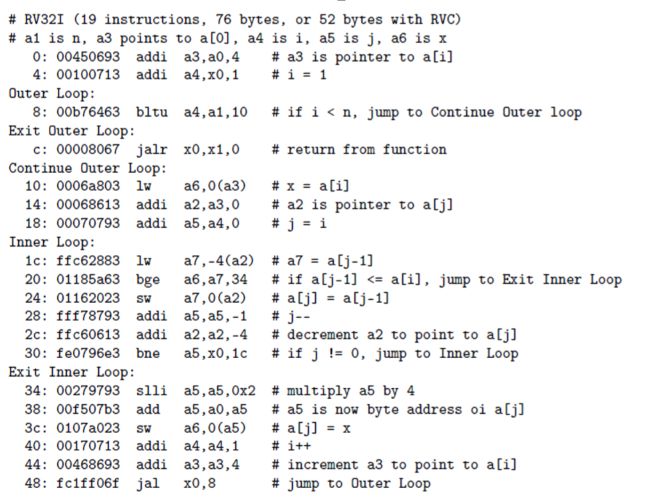 # RV32I (19 instructions, 76 bytes, or 52 bytes with RVC)
# a1 is n, a3 points to a[0], a4 is i, a5 is j, a6 is x
0: 00450693 addi a3,a0,4 # a3 is pointer to a[i]
4: 00100713 addi a4,x0,1 # i = 1
Outer Loop:
8: 00b76463 bltu a4,a1,10 # if i < n, jump to Continue Outer loop
Exit Outer Loop:
c: 00008067 jalr x0,x1,0 # return from function
Continue Outer Loop:
10: 0006a803 lw a6,0(a3) # x = a[i]
14: 00068613 addi a2,a3,0 # a2 is pointer to a[j]
18: 00070793 addi a5,a4,0 # j = i
Inner Loop:
1c: ffc62883 lw a7,-4(a2) # a7 = a[j-1]
20: 01185a63 bge a6,a7,34 # if a[j-1] <= a[i], jump to Exit Inner Loop
24: 01162023 sw a7,0(a2) # a[j] = a[j-1]
28: fff78793 addi a5,a5,-1 # j--
2c: ffc60613 addi a2,a2,-4 # decrement a2 to point to a[j]
30: fe0796e3 bne a5,x0,1c # if j != 0, jump to Inner Loop
Exit Inner Loop:
34: 00279793 slli a5,a5,0x2 # multiply a5 by 4
38: 00f507b3 add a5,a0,a5 # a5 is now byte address oi a[j]
3c: 0107a023 sw a6,0(a5) # a[j] = x
40: 00170713 addi a4,a4,1 # i++
44: 00468693 addi a3,a3,4 # increment a3 to point to a[i]
48: fc1ff06f jal x0,8 # jump to Outer Loop